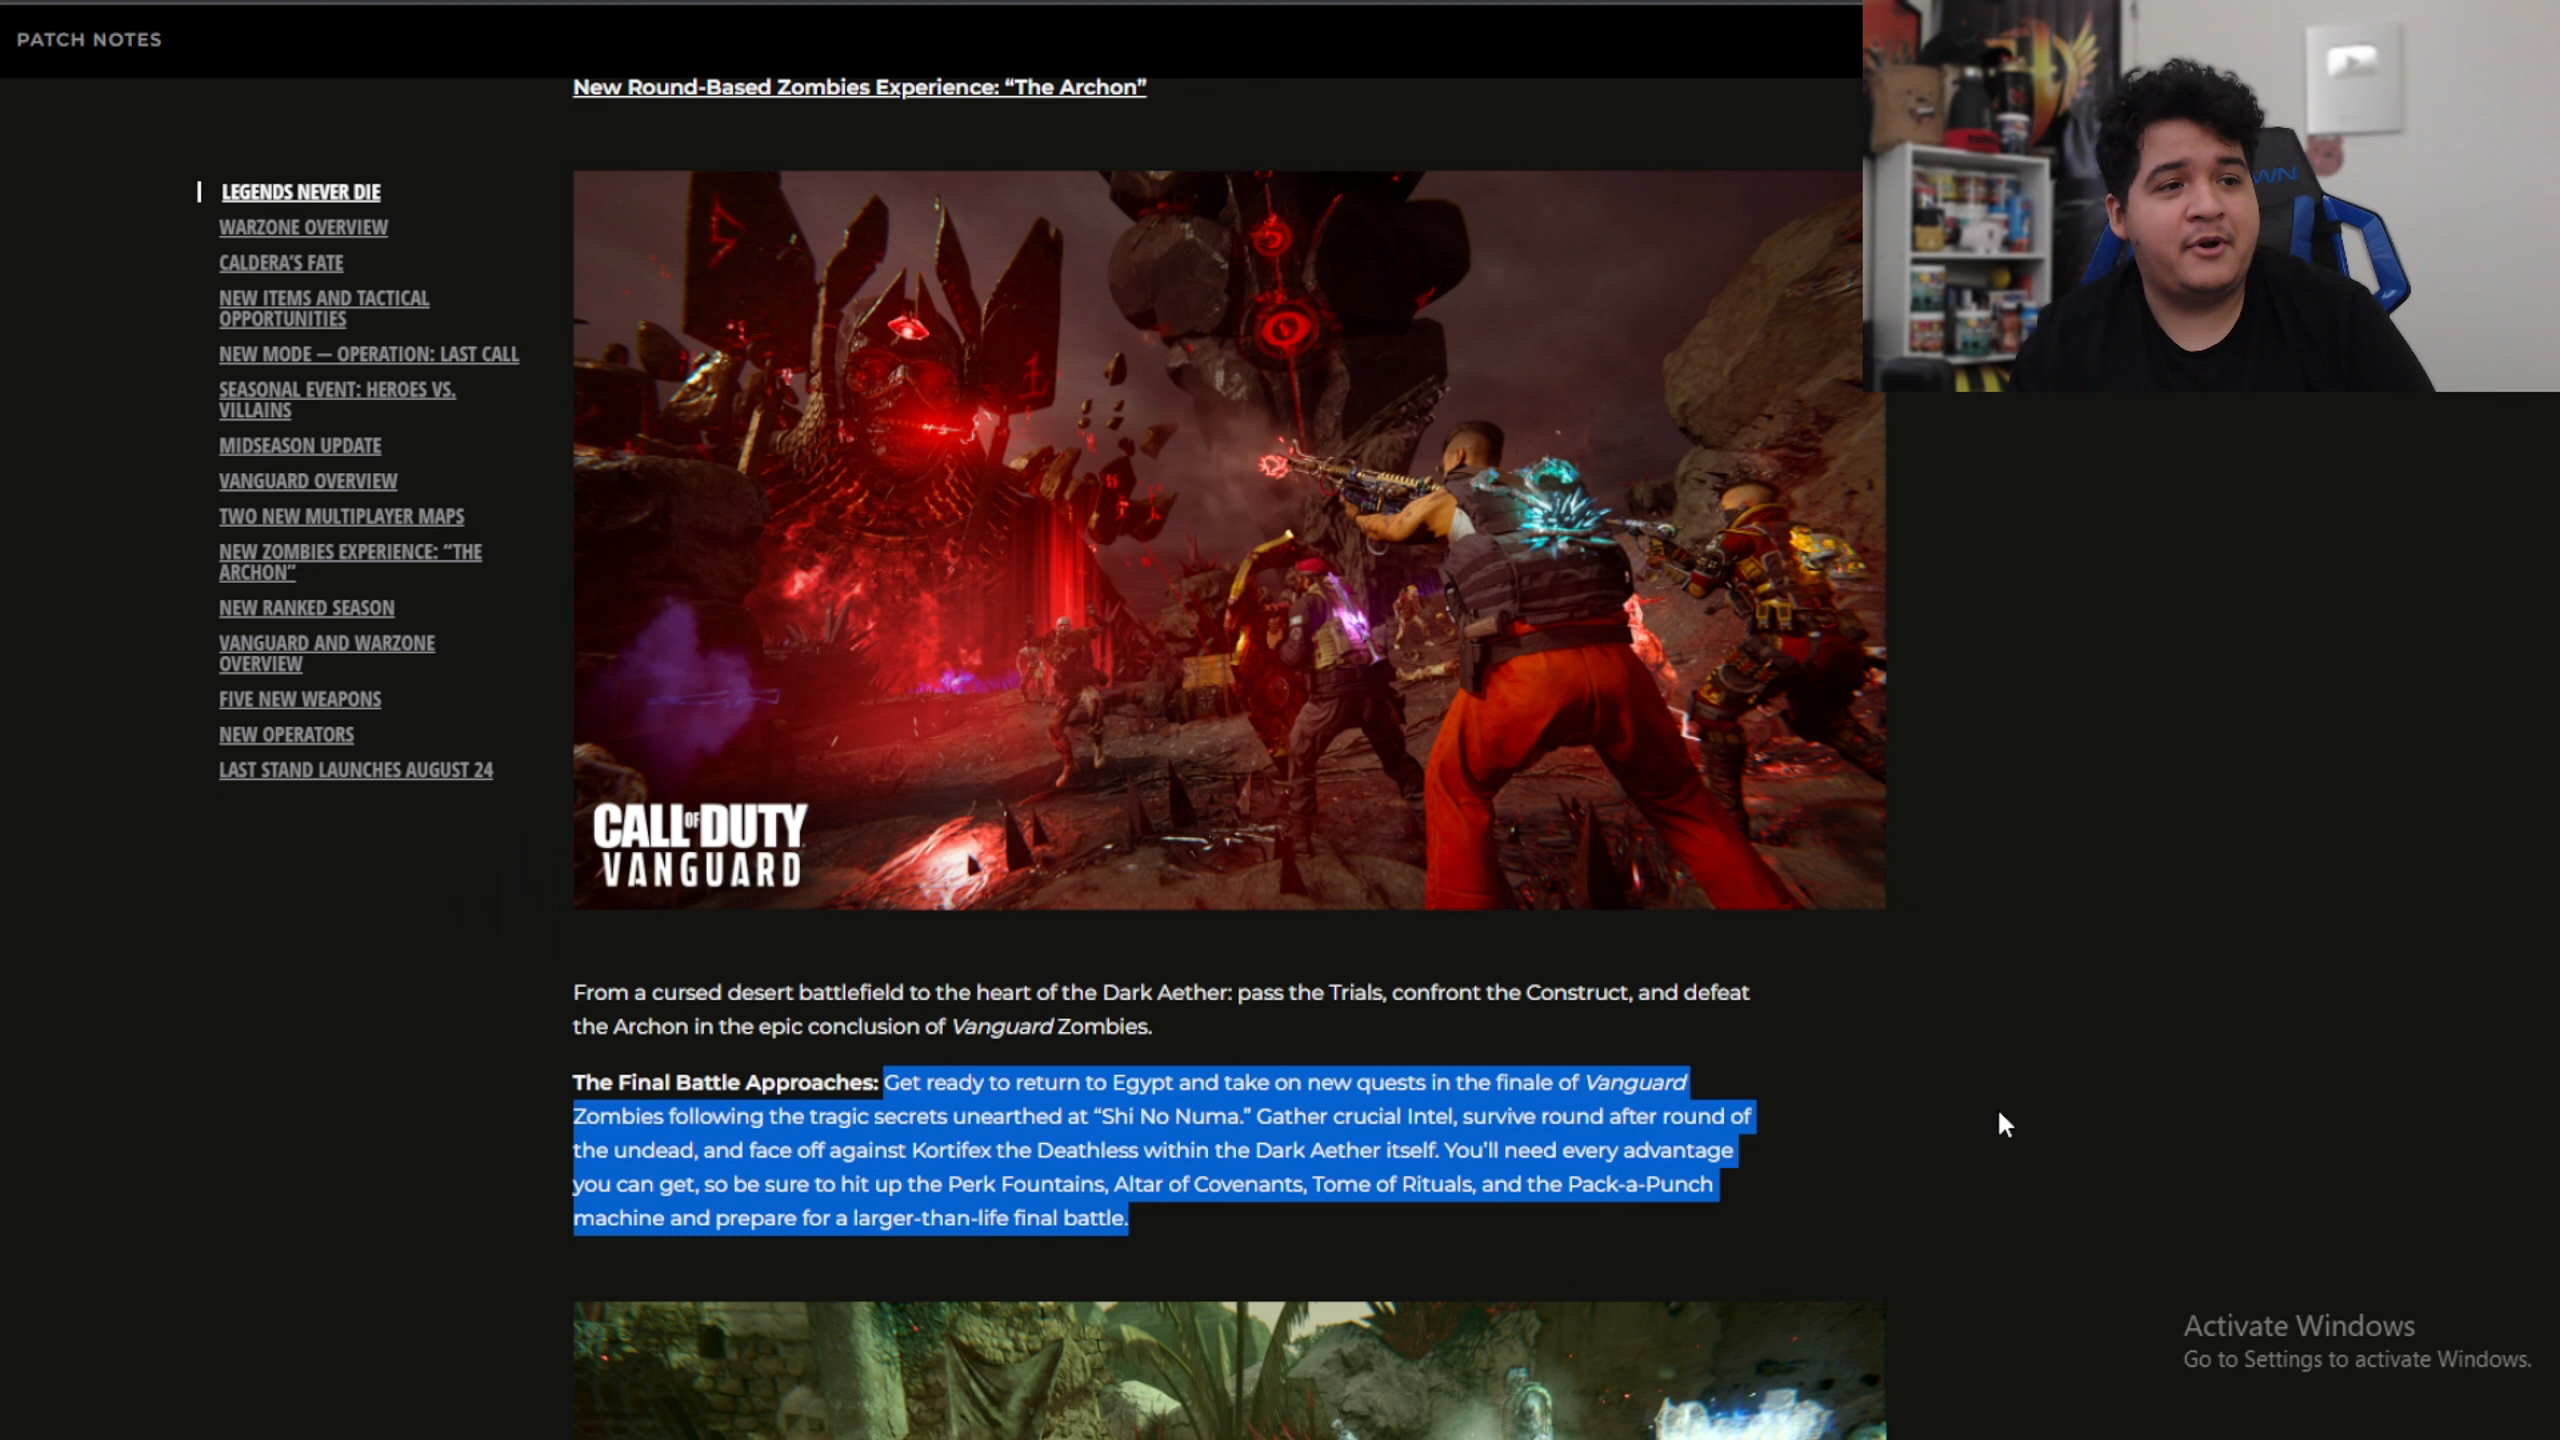 PATCH NOTES
New Round-Based Zombies Experience: “The Archon”
LEGENDS NEVER DIE
WARZONE OVERVIEW
CALDERA’S FATE
NEW ITEMS AND TACTICAL
OPPORTUNITIES
NEW MODE — OPERATION: LAST CALL
SEASONAL EVENT: HEROES VS.
VILLAINS
MIDSEASON UPDATE
VANGUARD OVERVIEW
TWO NEW MULTIPLAYER MAPS
NEW ZOMBIES EXPERIENCE: “THE
ARCHON”
NEW RANKED SEASON
VANGUARD AND WARZONE
OVERVIEW
FIVE NEW WEAPONS
NEW OPERATORS
LAST STAND LAUNCHES AUGUST 24
CALL OF DUTY
VANGUARD
From a cursed desert battlefield to the heart of the Dark Aether: pass the Trials, confront the Construct, and defeat
the Archon in the epic conclusion of Vanguard Zombies.
The Final Battle Approaches: Get ready to return to Egypt and take on new quests in the finale of Vanguard
Zombies following the tragic secrets unearthed at “Shi No Numa.” Gather crucial Intel, survive round after round of
the undead, and face off against Kortifex the Deathless within the Dark Aether itself. You’ll need every advantage
you can get, so be sure to hit up the Perk Fountains, Altar of Covenants, Tome of Rituals, and the Pack-a-Punch
machine and prepare for a larger-than-life final battle.
Activate Windows
Go to Settings to activate Windows.